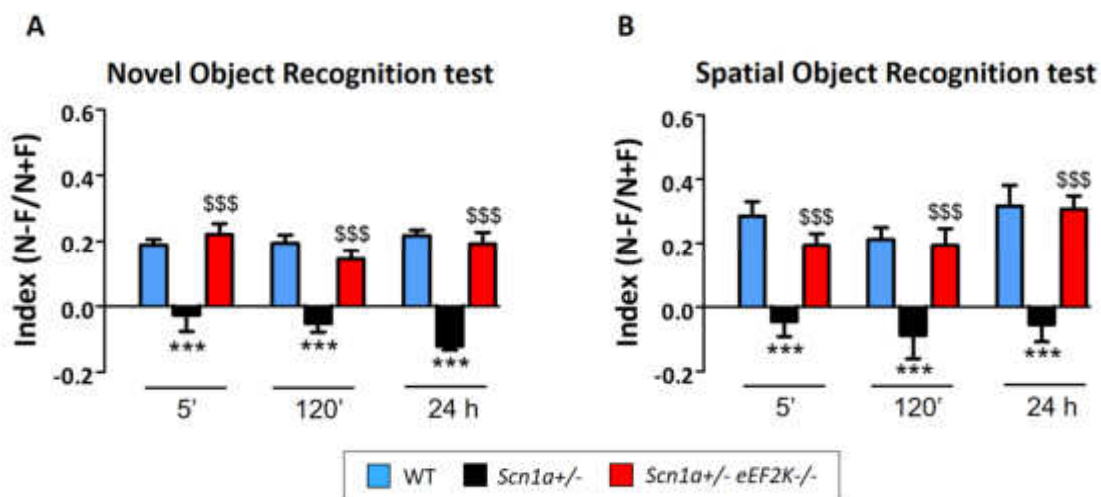 A
Novel Object Recognition test
Index (N-F/N+F)
0.6
0.4
0.2
0.0
-0.2
$$$
$$$
$$$
***
***
***
5'
120'
24 h
B
Spatial Object Recognition test
Index (N-F/N+F)
0.6
0.4
0.2
0.0
-0.2
$$$
$$$
$$$
***
***
***
5'
120'
24 h
WT Scn1a+/- Scn1a+/- eEF2K-/-